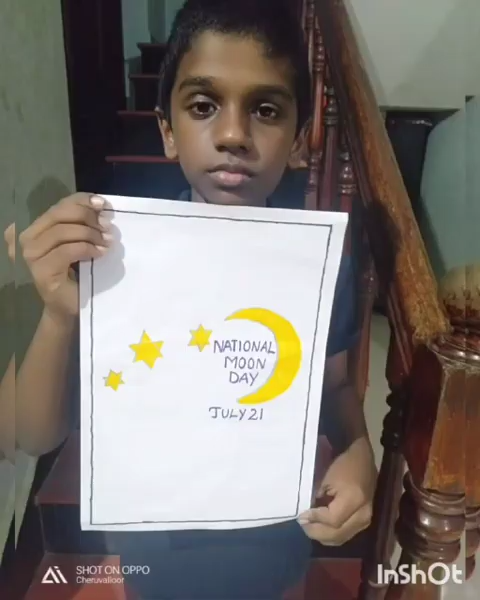 NATIONAL
MOON
DAY
JULY 21
SHOT ON OPPO
Cheruvalloor
InShOt